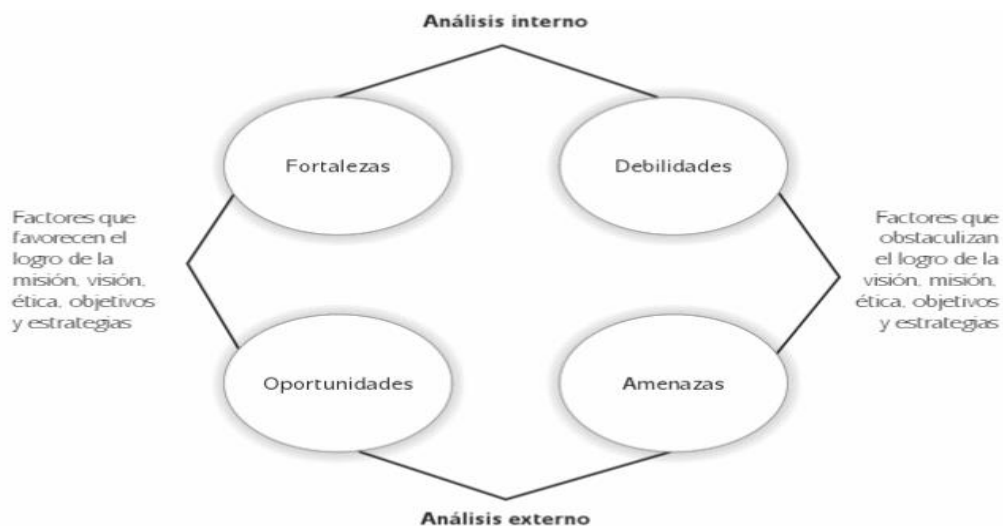 Análisis interno
Fortalezas
Debilidades
Factores que
favorecen el
logro de la
misión, visión,
ética, objetivos
y estrategias
Factores que
obstaculizan
el logro de la
visión, misión,
ética, objetivos
y estrategias
Oportunidades
Amenazas
Análisis externo